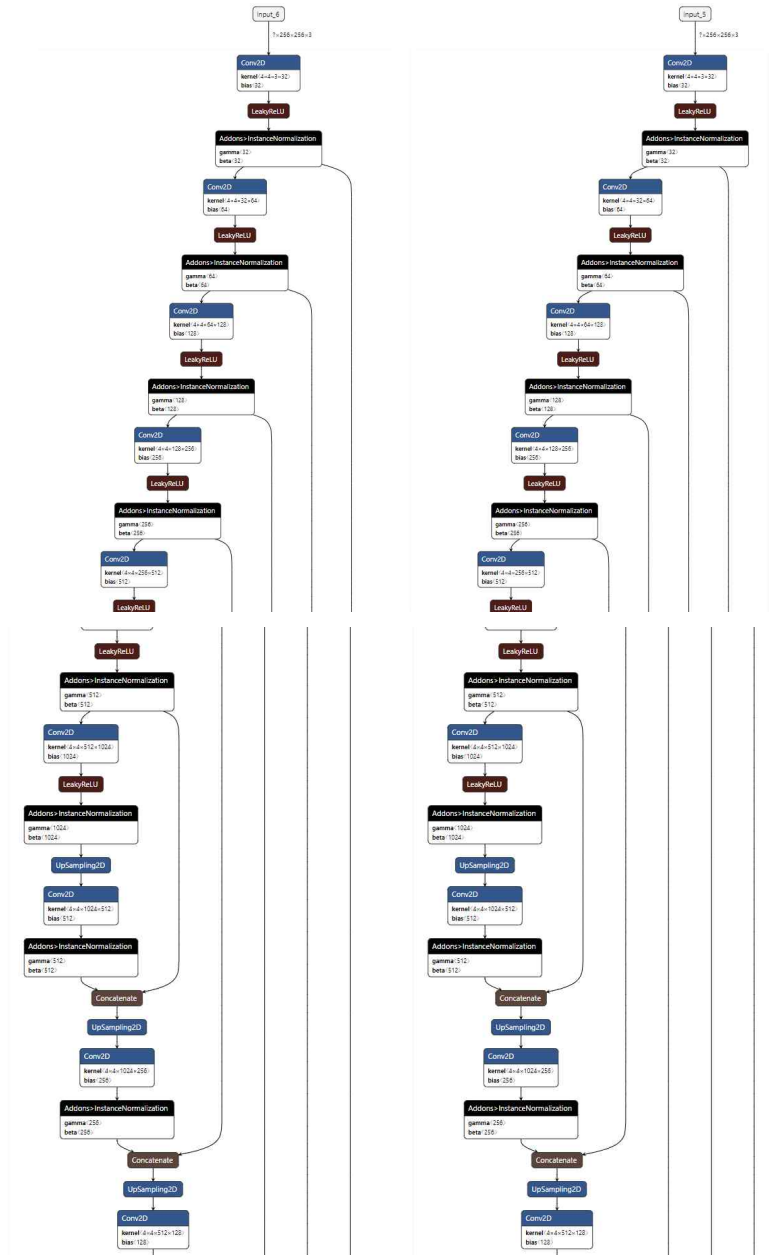 input_6
?×256×256×3
Conv2D
kernel⟨4×4×3×32⟩
bias⟨32⟩
LeakyReLU
Addons>InstanceNormalization
gamma⟨32⟩
beta⟨32⟩
Conv2D
kernel⟨4×4×32×64⟩
bias⟨64⟩
LeakyReLU
Addons>InstanceNormalization
gamma⟨64⟩
beta⟨64⟩
Conv2D
kernel⟨4×4×64×128⟩
bias⟨128⟩
LeakyReLU
Addons>InstanceNormalization
gamma⟨128⟩
beta⟨128⟩
Conv2D
kernel⟨4×4×128×256⟩
bias⟨256⟩
LeakyReLU
Addons>InstanceNormalization
gamma⟨256⟩
beta⟨256⟩
Conv2D
kernel⟨4×4×256×512⟩
bias⟨512⟩
LeakyReLU
input_5
?×256×256×3
Conv2D
kernel⟨4×4×3×32⟩
bias⟨32⟩
LeakyReLU
Addons>InstanceNormalization
gamma⟨32⟩
beta⟨32⟩
Conv2D
kernel⟨4×4×32×64⟩
bias⟨64⟩
LeakyReLU
Addons>InstanceNormalization
gamma⟨64⟩
beta⟨64⟩
Conv2D
kernel⟨4×4×64×128⟩
bias⟨128⟩
LeakyReLU
Addons>InstanceNormalization
gamma⟨128⟩
beta⟨128⟩
Conv2D
kernel⟨4×4×128×256⟩
bias⟨256⟩
LeakyReLU
Addons>InstanceNormalization
gamma⟨256⟩
beta⟨256⟩
Conv2D
kernel⟨4×4×256×512⟩
bias⟨512⟩
LeakyReLU
LeakyReLU
Addons>InstanceNormalization
gamma⟨512⟩
beta⟨512⟩
Conv2D
kernel⟨4×4×512×1024⟩
bias⟨1024⟩
LeakyReLU
Addons>InstanceNormalization
gamma⟨1024⟩
beta⟨1024⟩
UpSampling2D
Conv2D
kernel⟨4×4×1024×512⟩
bias⟨512⟩
Addons>InstanceNormalization
gamma⟨512⟩
beta⟨512⟩
Concatenate
UpSampling2D
Conv2D
kernel⟨4×4×1024×256⟩
bias⟨256⟩
Addons>InstanceNormalization
gamma⟨256⟩
beta⟨256⟩
Concatenate
UpSampling2D
Conv2D
kernel⟨4×4×512×128⟩
bias⟨128⟩
LeakyReLU
Addons>InstanceNormalization
gamma⟨512⟩
beta⟨512⟩
Conv2D
kernel⟨4×4×512×1024⟩
bias⟨1024⟩
LeakyReLU
Addons>InstanceNormalization
gamma⟨1024⟩
beta⟨1024⟩
UpSampling2D
Conv2D
kernel⟨4×4×1024×512⟩
bias⟨512⟩
Addons>InstanceNormalization
gamma⟨512⟩
beta⟨512⟩
Concatenate
UpSampling2D
Conv2D
kernel⟨4×4×1024×256⟩
bias⟨256⟩
Addons>InstanceNormalization
gamma⟨256⟩
beta⟨256⟩
Concatenate
UpSampling2D
Conv2D
kernel⟨4×4×512×128⟩
bias⟨128⟩